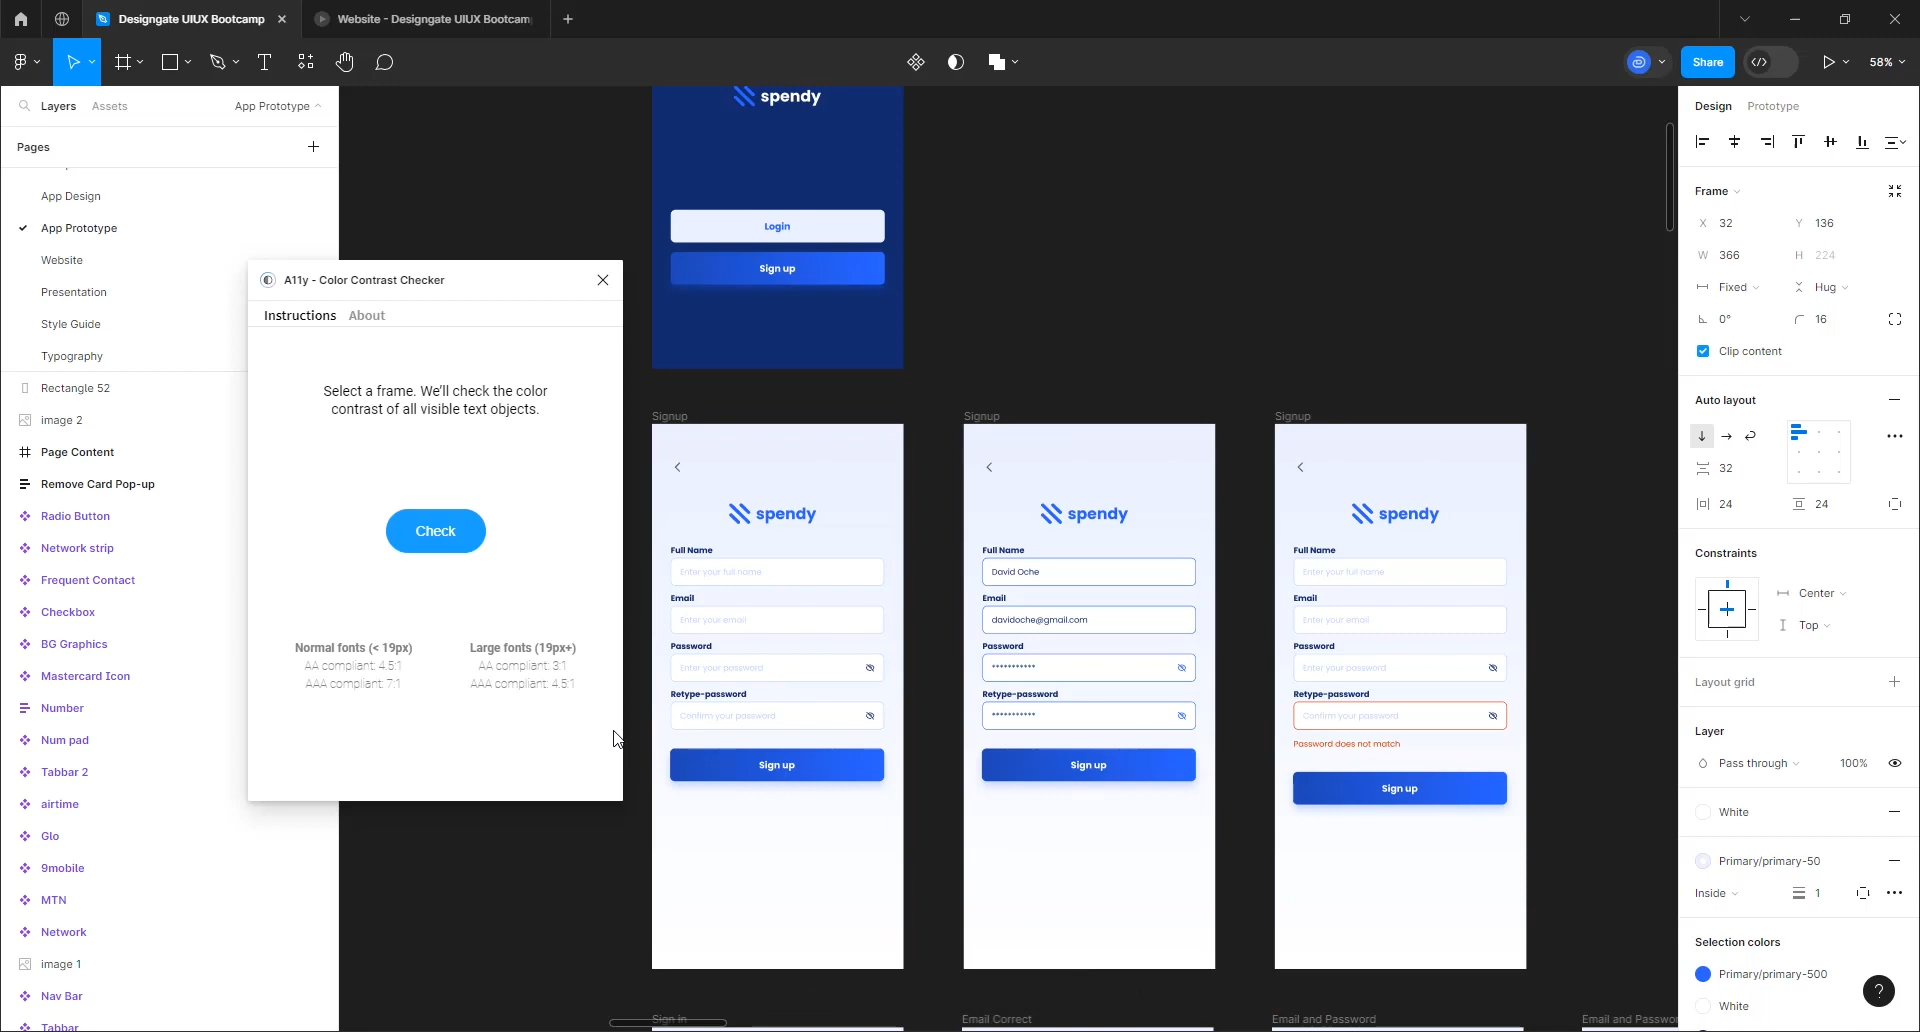 Designgate UIUX Bootcamp
Website - Designgate UIUX Bootcamp
Share
58%
Layers
Assets
App Prototype
Pages
App Design
App Prototype
Website
Presentation
Style Guide
Typography
Rectangle 52
image 2
Page Content
Remove Card Pop-up
Radio Button
Network strip
Frequent Contact
Checkbox
BG Graphics
Mastercard Icon
Number
Num pad
Tabbar 2
airtime
Glo
9mobile
MTN
Network
image 1
Nav Bar
Tabbar
A11y - Color Contrast Checker
Instructions
About
Select a frame. We'll check the color
contrast of all visible text objects.
Check
Normal fonts (< 19px)
AA compliant: 4.5:1
AAA compliant: 7:1
Large fonts (19px+)
AA compliant: 3:1
AAA compliant: 4.5:1
spendy
Login
Sign up
Signup
spendy
Full Name
Enter your full name
Email
Enter your email
Password
Enter your password
Retype-password
Confirm your password
Sign up
Signup
spendy
Full Name
David Oche
Email
davidoche@gmail.com
Password
***********
Retype-password
***********
Sign up
Signup
spendy
Full Name
Enter your full name
Email
Enter your email
Password
Enter your password
Retype-password
Confirm your password
Password does not match
Sign up
Sign in
Email Correct
Email and Password
Email and Passwor
Design
Prototype
Frame
X 32
Y 136
W 366
H 224
Fixed
Hug
0°
16
Clip content
Auto layout
32
24
24
Constraints
Center
Top
Layout grid
Layer
Pass through
100%
White
Primary/primary-50
Inside
1
Selection colors
Primary/primary-500
White
?